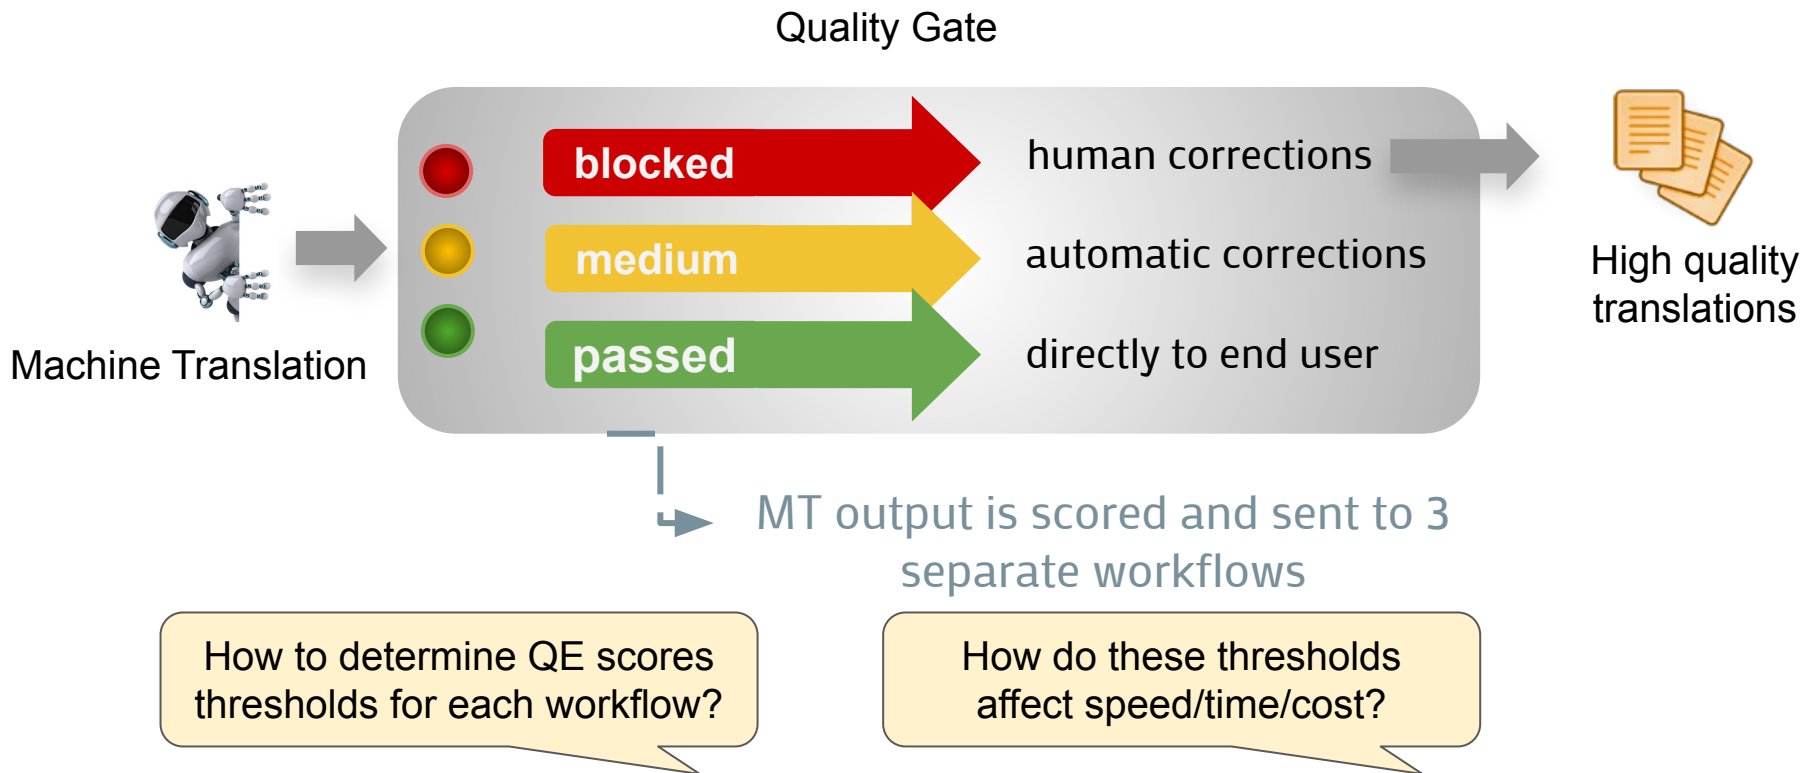 Quality Gate
blocked
human corrections
medium
automatic corrections
passed
directly to end user
Machine Translation
High quality
translations
MT output is scored and sent to 3
separate workflows
How to determine QE scores
thresholds for each workflow?
How do these thresholds
affect speed/time/cost?